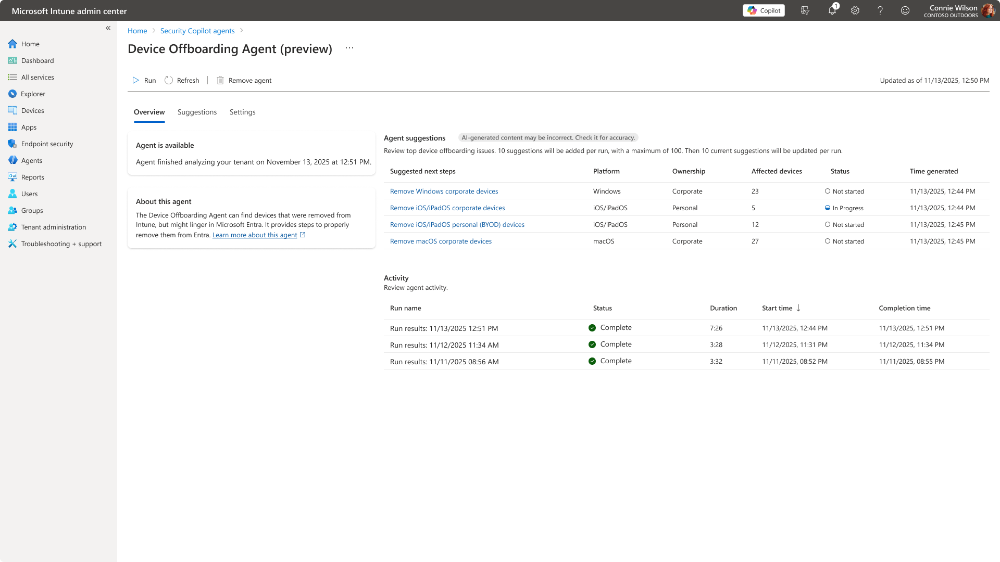 Microsoft Intune admin center
Copilot
1
Connie Wilson
CONTOSO OUTDOORS
Home
Dashboard
All services
Explorer
Devices
Apps
Endpoint security
Agents
Reports
Users
Groups
Tenant administration
Troubleshooting + support
Home > Security Copilot agents >
Device Offboarding Agent (preview) ...
Run Refresh | Remove agent
Updated as of 11/13/2025, 12:50 PM
Overview Suggestions Settings
Agent is available
Agent finished analyzing your tenant on November 13, 2025 at 12:51 PM.
About this agent
The Device Offboarding Agent can find devices that were removed from
Intune, but might linger in Microsoft Entra. It provides steps to properly
remove them from Entra. Learn more about this agent
Agent suggestions AI-generated content may be incorrect. Check it for accuracy.
Review top device offboarding issues. 10 suggestions will be added per run, with a maximum of 100. Then 10 current suggestions will be updated per run.
Suggested next steps Platform Ownership Affected devices Status Time generated
Remove Windows corporate devices Windows Corporate 23 Not started 11/13/2025, 12:44 PM
Remove iOS/iPadOS corporate devices iOS/iPadOS Personal 5 In Progress 11/13/2025, 12:44 PM
Remove iOS/iPadOS personal (BYOD) devices iOS/iPadOS Personal 12 Not started 11/13/2025, 12:45 PM
Remove macOS corporate devices macOS Corporate 27 Not started 11/13/2025, 12:45 PM
Activity
Review agent activity.
Run name Status Duration Start time ↓ Completion time
Run results: 11/13/2025 12:51 PM Complete 7:26 11/13/2025, 12:44 PM 11/13/2025, 12:51 PM
Run results: 11/12/2025 11:34 AM Complete 3:28 11/12/2025, 11:31 PM 11/12/2025, 11:34 PM
Run results: 11/11/2025 08:56 AM Complete 3:32 11/11/2025, 08:52 PM 11/11/2025, 08:55 PM